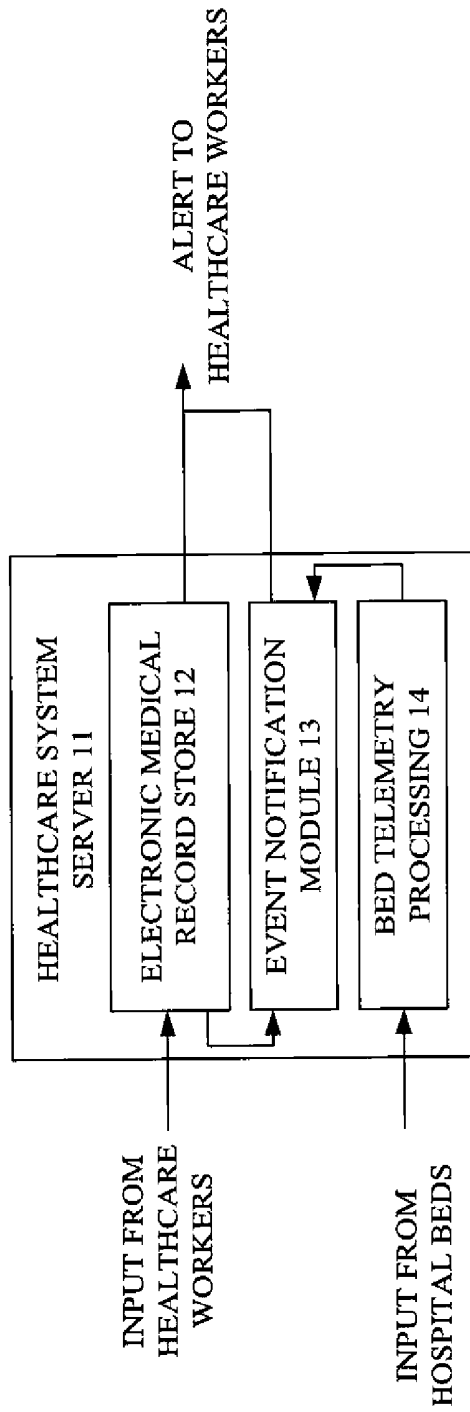 HEALTHCARE SYSTEM
SERVER 11
INPUT FROM
HEALTHCARE
WORKERS
ELECTRONIC MEDICAL
RECORD STORE 12
ALERT TO
HEALTHCARE WORKERS
EVENT NOTIFICATION
MODULE 13
INPUT FROM
HOSPITAL BEDS
BED TELEMETRY
PROCESSING 14